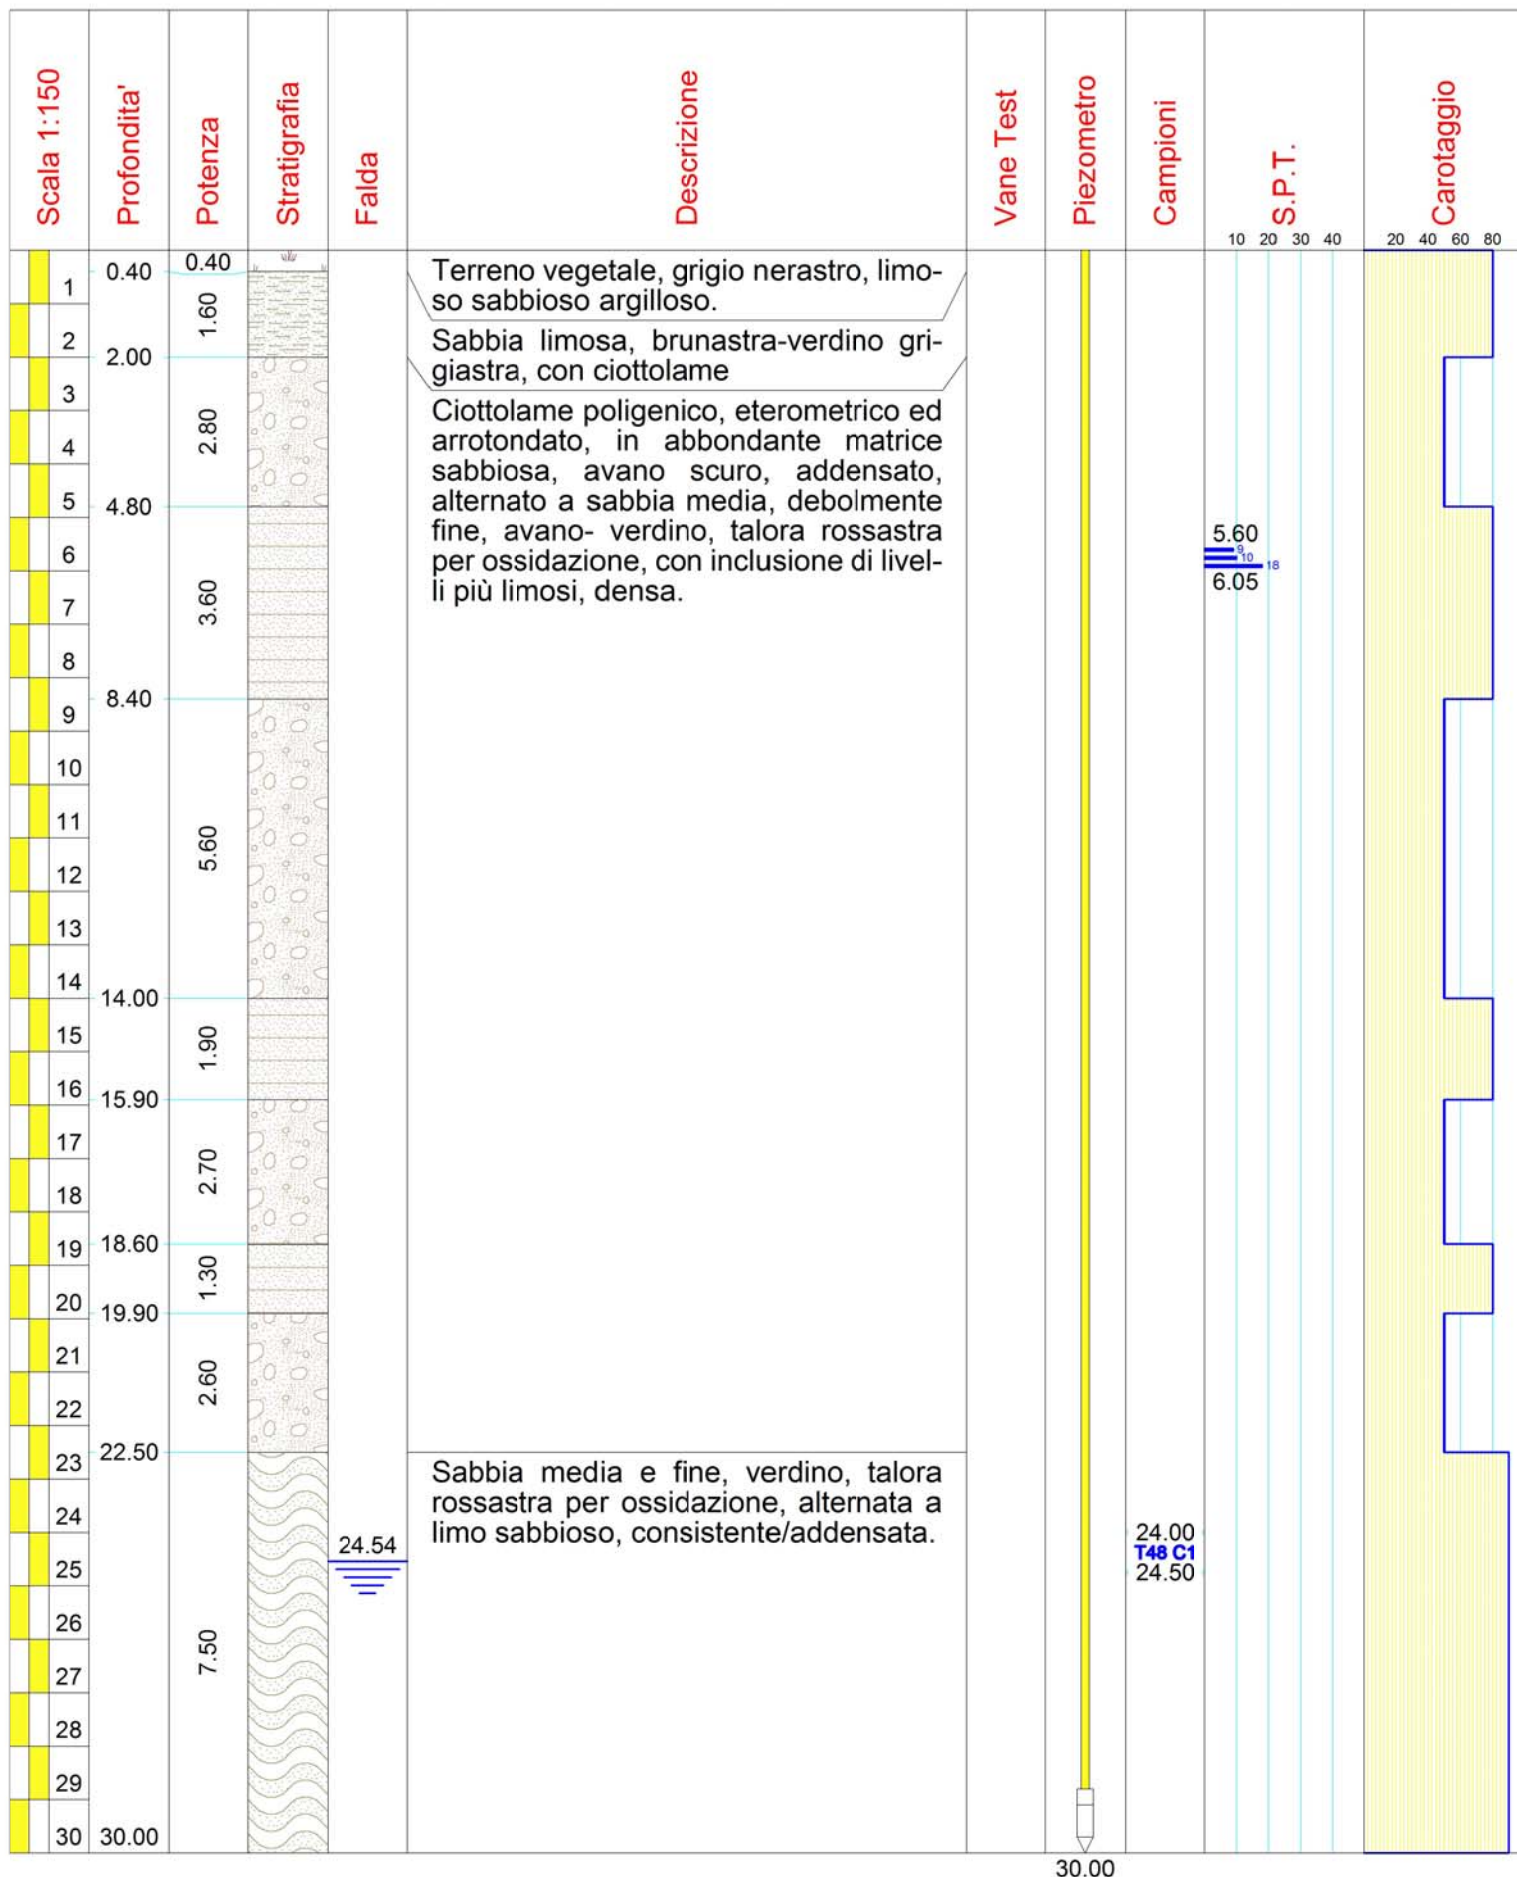 Scala 1:150
Profondita'
Potenza
Stratigrafia
Falda
Descrizione
Vane Test
Piezometro
Campioni
S.P.T.
Carotaggio
10 20 30 40
20 40 60 80
0.40
0.40
Terreno vegetale, grigio nerastro, limo-
so sabbioso argilloso.
1
1.60
2
2.00
Sabbia limosa, brunastra-verdino gri-
giastra, con ciottolame
3
2.80
4
5
4.80
Ciottolame poligenico, eterometrico ed
arrotondato, in abbondante matrice
sabbiosa, avano scuro, addensato,
alternato a sabbia media, debolmente
fine, avano- verdino, talora rossastra
per ossidazione, con inclusione di livel-
li più limosi, densa.
5.60
9
10
18
6.05
6
7
3.60
8
8.40
9
10
11
5.60
12
13
14
14.00
15
1.90
16
15.90
17
2.70
18
19
18.60
1.30
20
19.90
21
2.60
22
22.50
23
Sabbia media e fine, verdino, talora
rossastra per ossidazione, alternata a
limo sabbioso, consistente/addensata.
24
24.54
24.00
T48 C1
24.50
25
26
7.50
27
28
29
30
30.00
30.00